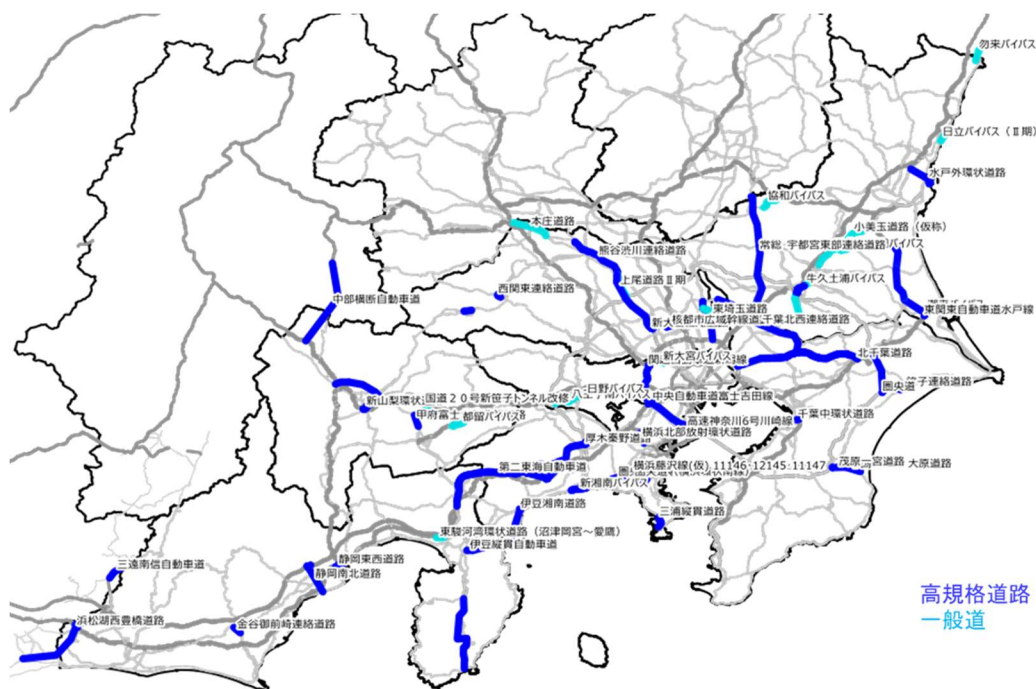 勿来バイパス
日立バイパス（Ⅱ期）
水戸外環状道路
協和バイパス
小美玉道路（仮称）
本庄道路
熊谷渋川連絡道路
常総・宇都宮東部連絡道路
バイパス
牛久土浦バイパス
上尾道路Ⅱ期
西関東連絡道路
中部横断自動車道
東埼玉道路
核都市広域幹線道
千葉北西連絡道路
東関東自動車道水戸線
新大宮バイパス
北千葉道路
圏央道
子連絡道路
日野バイパス
国道２０号新笹子トンネル改修
中央自動車道富士吉田線
新山梨環状
甲府富士
都留バイパス
千葉中環状道路
高速神奈川6号川崎線
横浜北部放射環状道路
厚木秦野道
茂原一宮道路
大原道路
第二東海自動車道
横浜藤沢線(仮) 11146-12145-11147
新湘南バイパス
伊豆湘南道路
三浦縦貫道路
東駿河湾環状道路（沼津岡宮～愛鷹）
伊豆縦貫自動車道
静岡東西道路
三遠南信自動車道
静岡南北道路
浜松湖西豊橋道路
金谷御前崎連絡道路
高規格道路
一般道